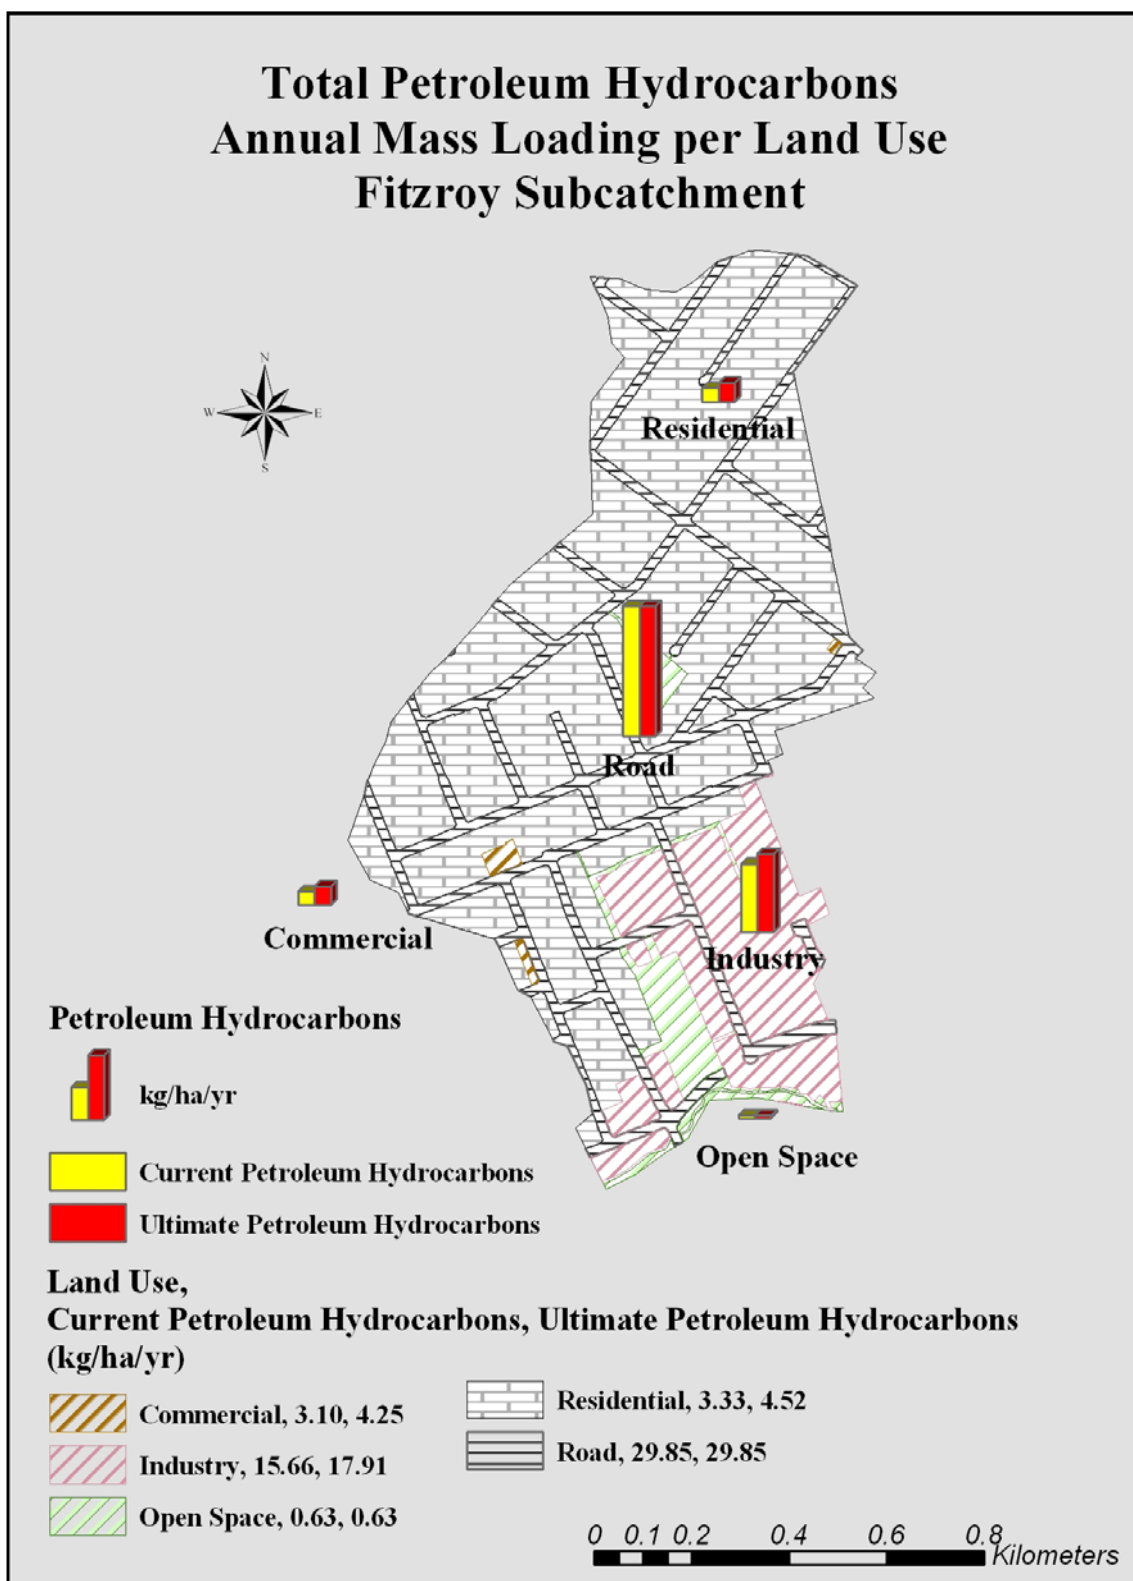 Total Petroleum Hydrocarbons
Annual Mass Loading per Land Use
Fitzroy Subcatchment
N
W
E
S
Residential
Road
Commercial
Industry
Open Space
Petroleum Hydrocarbons
kg/ha/yr
Current Petroleum Hydrocarbons
Ultimate Petroleum Hydrocarbons
Land Use,
Current Petroleum Hydrocarbons, Ultimate Petroleum Hydrocarbons
(kg/ha/yr)
Commercial, 3.10, 4.25
Industry, 15.66, 17.91
Open Space, 0.63, 0.63
Residential, 3.33, 4.52
Road, 29.85, 29.85
0 0.1 0.2 0.4 0.6 0.8
Kilometers